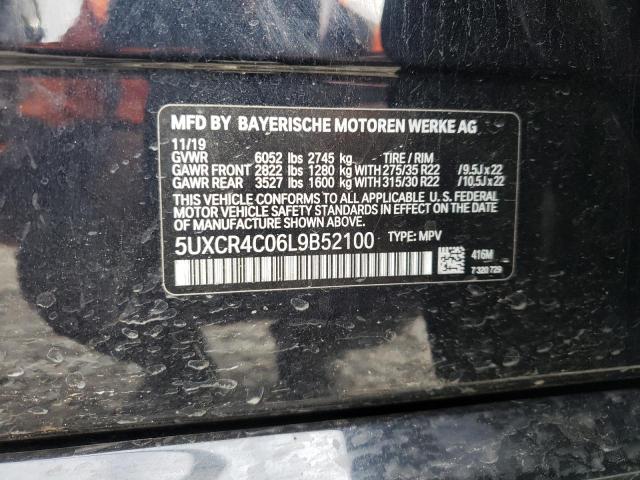 MFD BY BAYERISCHE MOTOREN WERKE AG
11/19
GVWR 6052 lbs 2745 kg TIRE / RIM
GAWR FRONT 2822 lbs 1280 kg WITH 275/35 R22 /9.5J x 22
GAWR REAR 3527 lbs 1600 kg WITH 315/30 R22 /10.5J x 22
THIS VEHICLE CONFORMS TO ALL APPLICABLE U. S. FEDERAL
MOTOR VEHICLE SAFETY STANDARDS IN EFFECT ON THE DATE OF
MANUFACTURE SHOWN ABOVE.
5UXCR4C06L9B52100 TYPE: MPV
416M
7 320 729